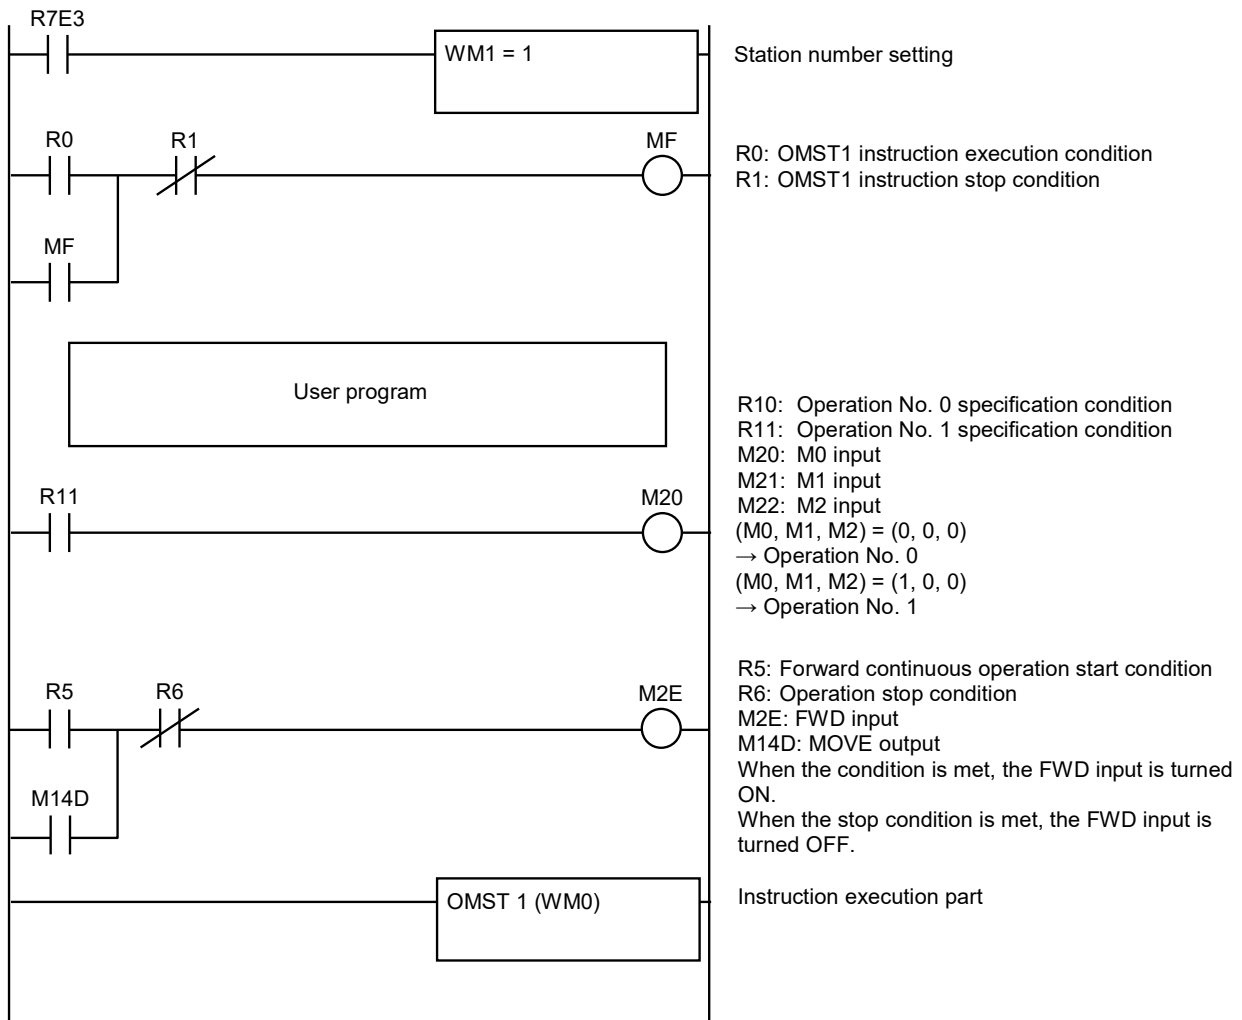 R7E3
WM1 = 1
Station number setting
R0
R1
MF
R0: OMST1 instruction execution condition
R1: OMST1 instruction stop condition
MF
User program
R10: Operation No. 0 specification condition
R11: Operation No. 1 specification condition
M20: M0 input
M21: M1 input
M22: M2 input
(M0, M1, M2) = (0, 0, 0)
→ Operation No. 0
(M0, M1, M2) = (1, 0, 0)
→ Operation No. 1
R11
M20
R5: Forward continuous operation start condition
R6: Operation stop condition
M2E: FWD input
M14D: MOVE output
When the condition is met, the FWD input is turned
ON.
When the stop condition is met, the FWD input is
turned OFF.
R5
R6
M2E
M14D
OMST 1 (WM0)
Instruction execution part